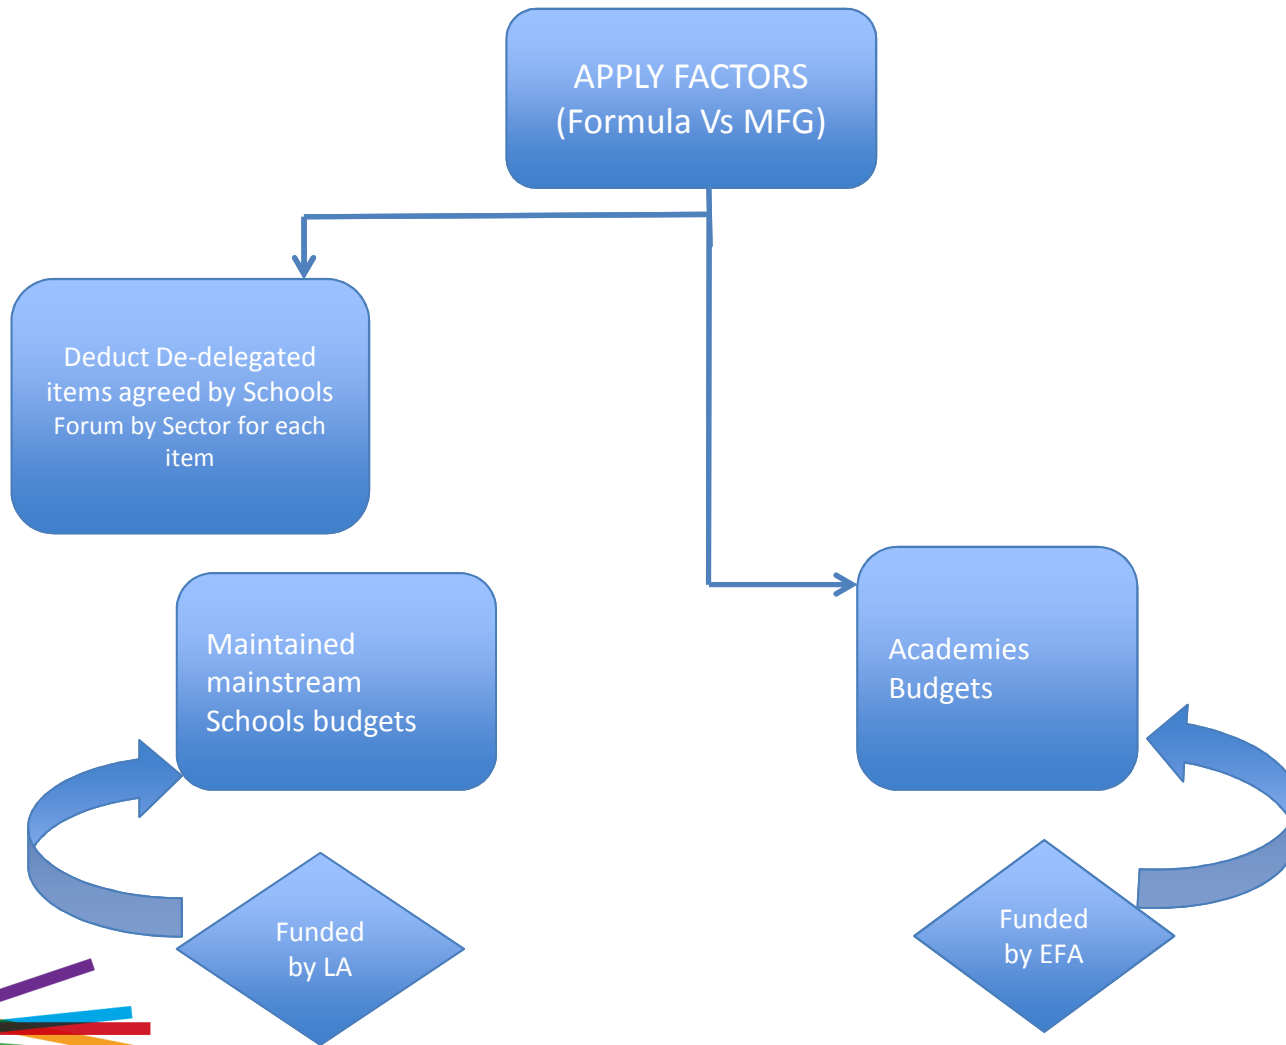 APPLY FACTORS
(Formula Vs MFG)
Deduct De-delegated
items agreed by Schools
Forum by Sector for each
item
Maintained
mainstream
Schools budgets
Academies
Budgets
Funded
by LA
Funded
by EFA